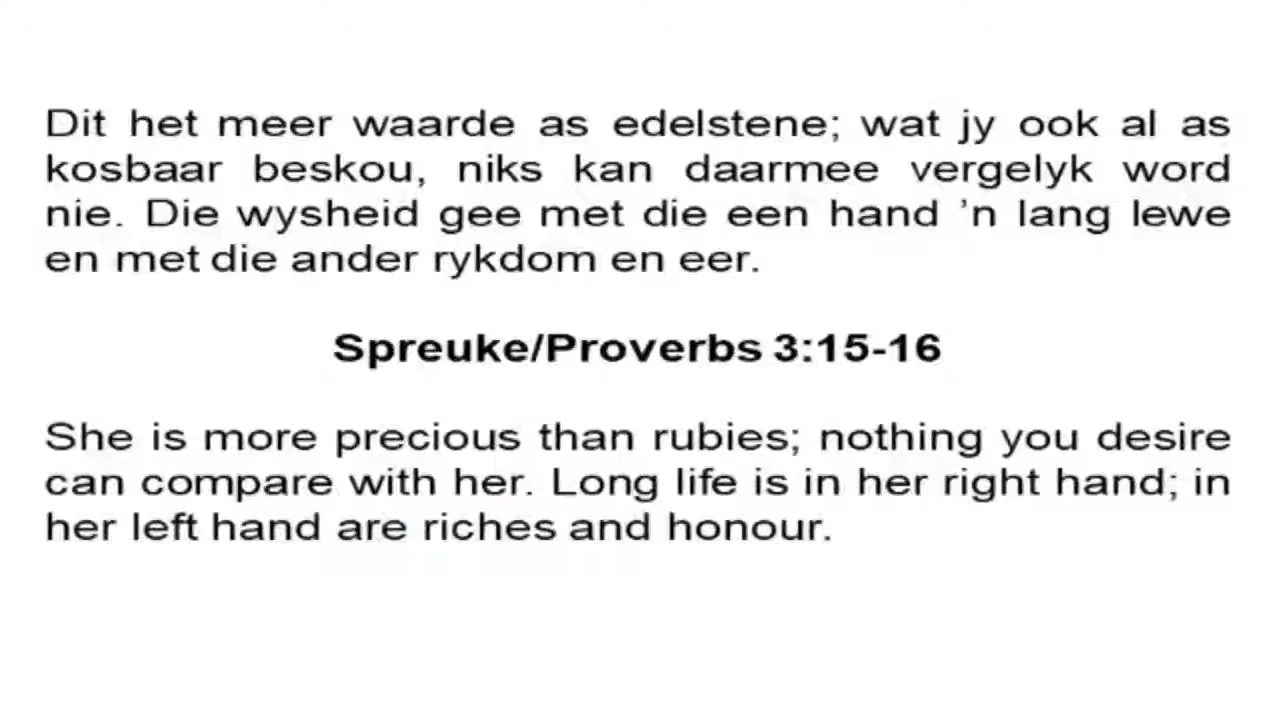 Dit het meer waarde as edelstene; wat jy ook al as
kosbaar beskou, niks kan daarmee vergelyk word
nie. Die wysheid gee met die een hand ’n lang lewe
en met die ander rykdom en eer.
Spreuke/Proverbs 3:15-16
She is more precious than rubies; nothing you desire
can compare with her. Long life is in her right hand; in
her left hand are riches and honour.